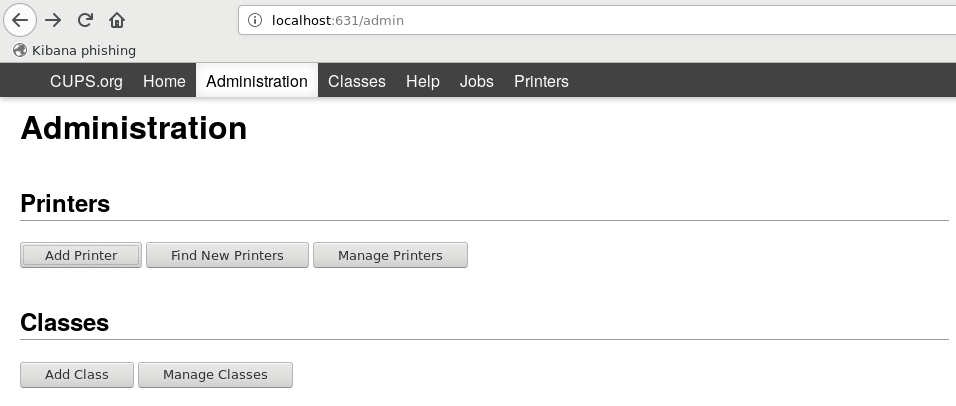 localhost:631/admin
Kibana phishing
CUPS.org Home Administration Classes Help Jobs Printers
Administration
Printers
Add Printer Find New Printers Manage Printers
Classes
Add Class Manage Classes